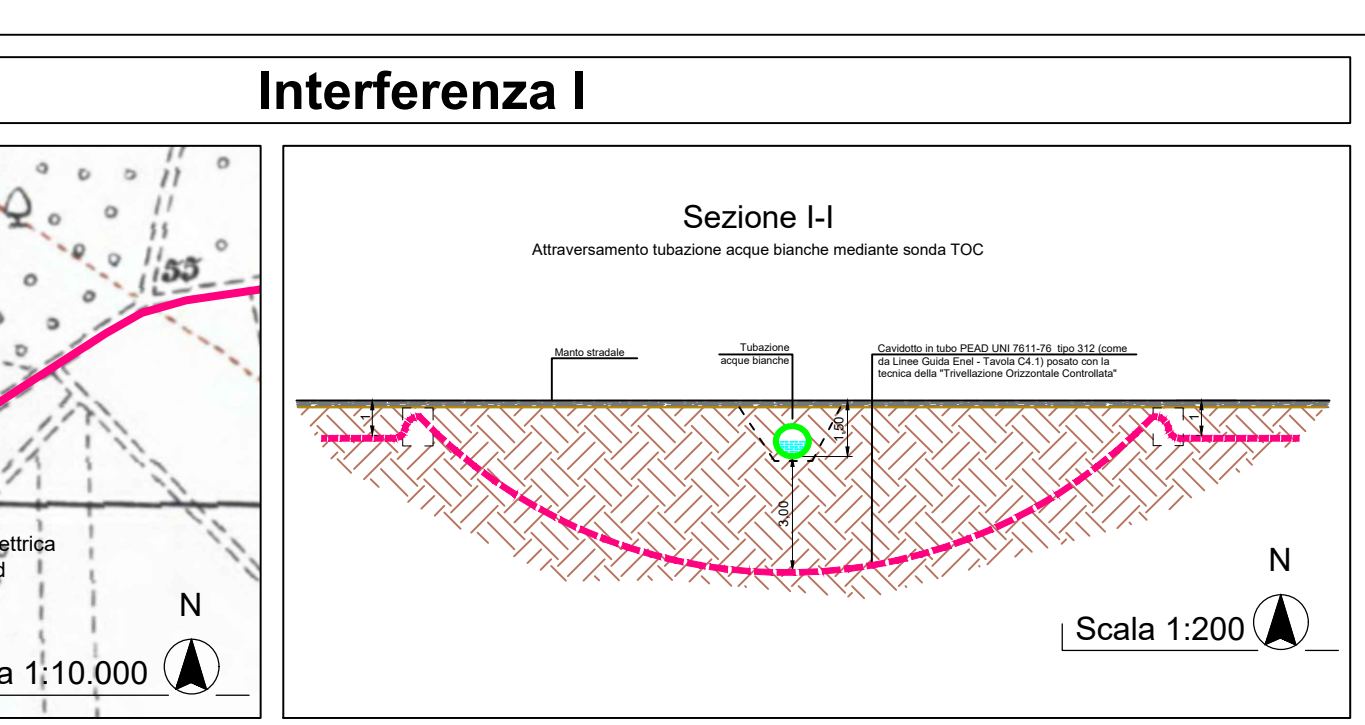 Interferenza I
55
ettrica
d
N
a 1:10.000
Sezione I-I
Attraversamento tubazione acque bianche mediante sonda TOC
Manto stradale
Tubazione
acque bianche
Cavidotto in tubo PEAD UNI 7611-76 tipo 312 (come
da Linee Guida Enel - Tavola C4.1) posato con la
tecnica della "Trivellazione Orizzontale Controllata"
1
1,50
1
3,00
N
Scala 1:200